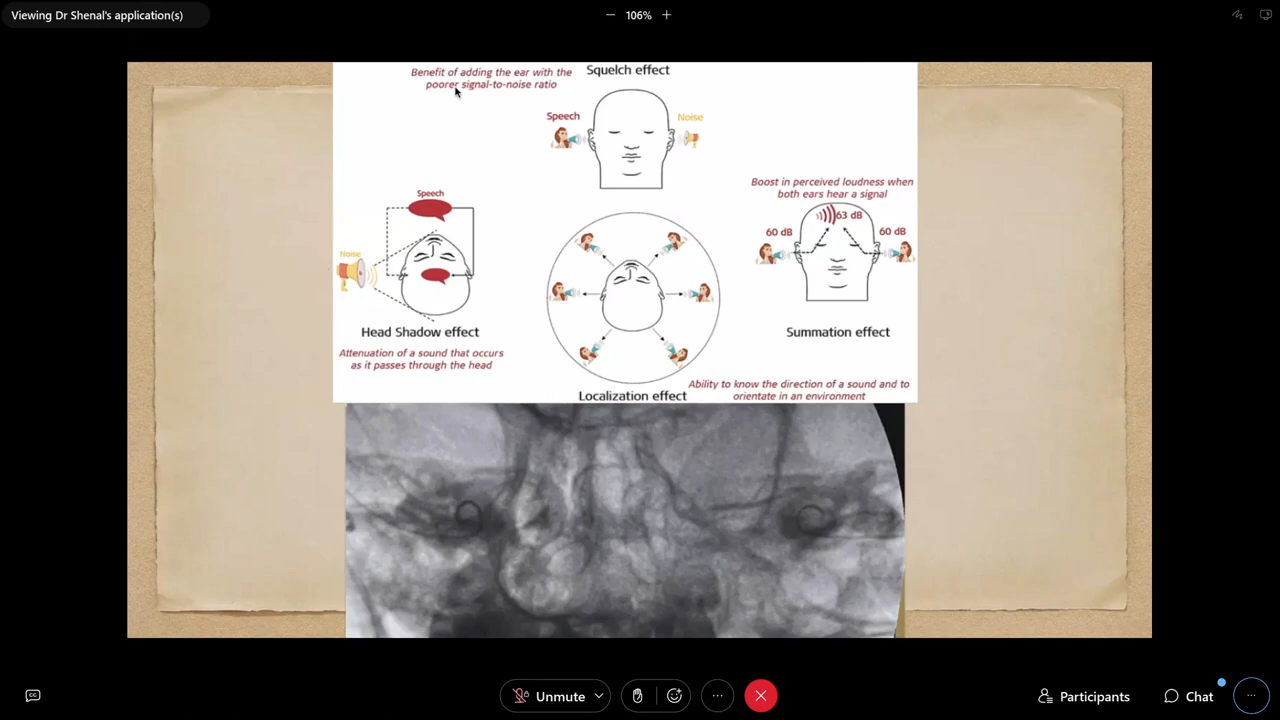 Viewing Dr Shenal's application(s)
106%
Benefit of adding the ear with the
poorer signal-to-noise ratio
Squelch effect
Speech
Noise
Speech
Noise
Head Shadow effect
Attenuation of a sound that occurs
as it passes through the head
Boost in perceived loudness when
both ears hear a signal
63 dB
60 dB
60 dB
Summation effect
Localization effect
Ability to know the direction of a sound and to
orientate in an environment
CC
Unmute
Participants
Chat